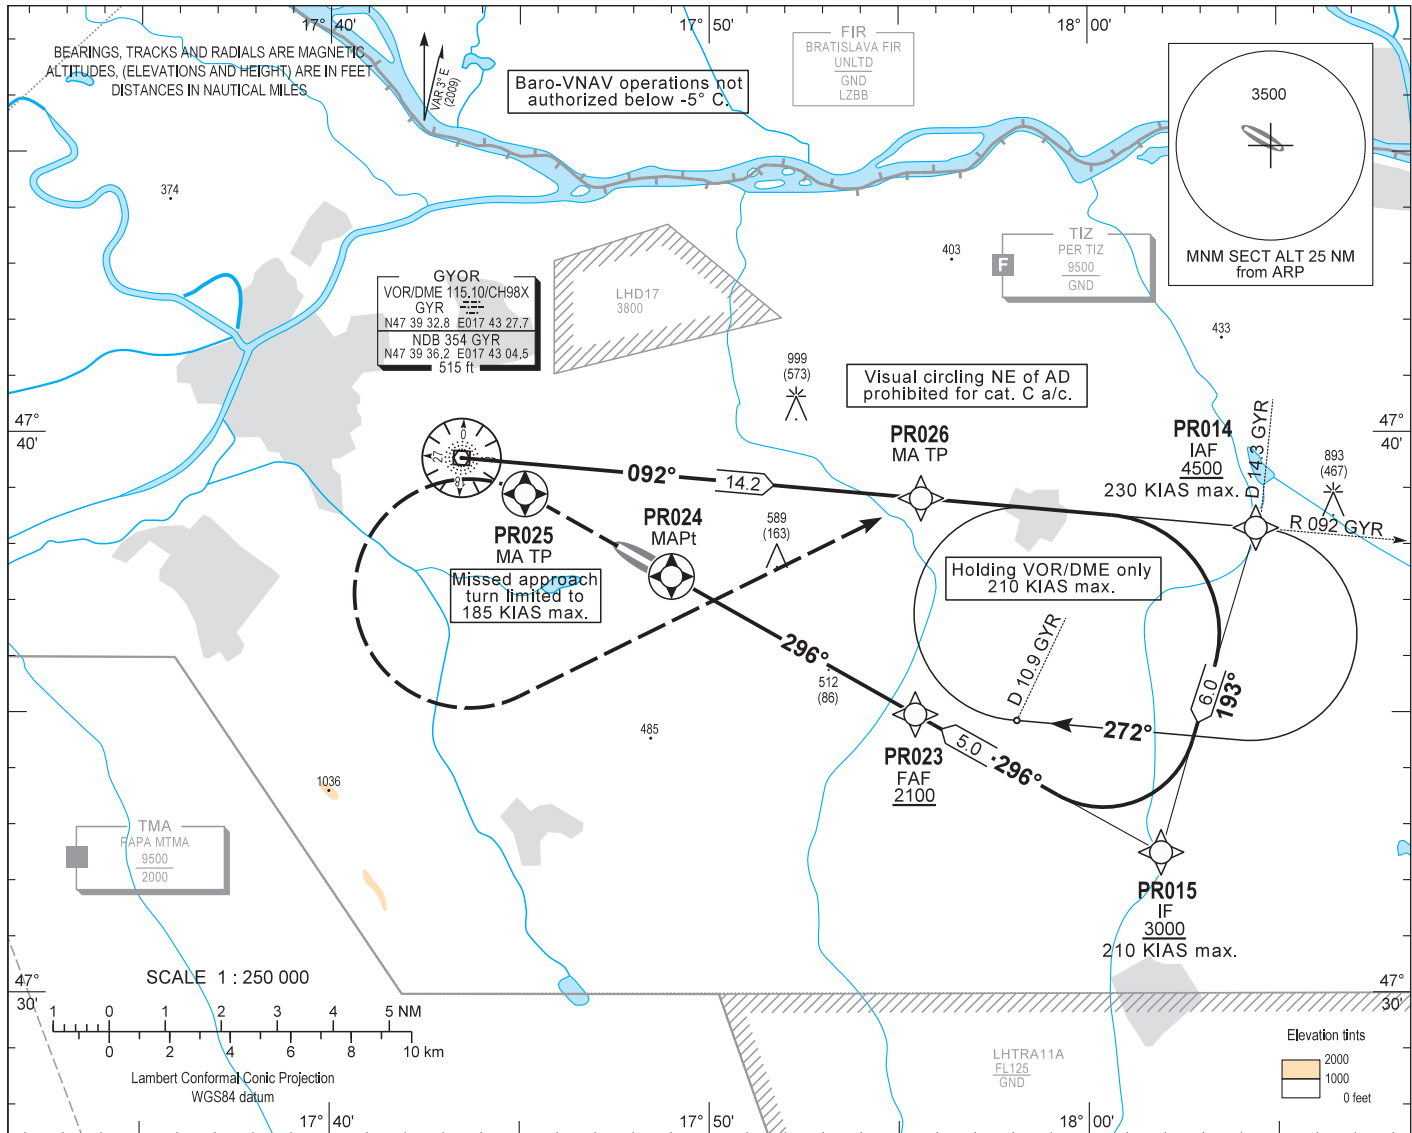 17° 40'
17° 50'
18° 00'
BEARINGS, TRACKS AND RADIALS ARE MAGNETIC
ALTITUDES, (ELEVATIONS AND HEIGHT) ARE IN FEET
DISTANCES IN NAUTICAL MILES
VAR 3° E
(2009)
Baro-VNAV operations not
authorized below -5° C.
FIR
BRATISLAVA FIR
UNLTD
GND
LZBB
3500
MNM SECT ALT 25 NM
from ARP
374
403
433
TIZ
PER TIZ
9500
GND
F
GYOR
VOR/DME 115.10/CH98X
GYR
N47 39 32.8 E017 43 27.7
NDB 354 GYR
N47 39 36.2 E017 43 04.5
515 ft
LHD17
3800
999
(573)
Visual circling NE of AD
prohibited for cat. C a/c.
47°
40'
47°
40'
PR026
MA TP
PR014
IAF
4500
230 KIAS max.
D 14.3 GYR
893
(467)
R 092 GYR
0
27
18
092°
14.2
PR025
MA TP
PR024
MAPt
589
(163)
Missed approach
turn limited to
185 KIAS max.
Holding VOR/DME only
210 KIAS max.
D 10.9 GYR
296°
512
(86)
6.0
193°
272°
485
PR023
FAF
2100
5.0
296°
1036
TMA
PAPA MTMA
9500
2000
PR015
IF
3000
210 KIAS max.
47°
30'
47°
30'
SCALE 1 : 250 000
1 0 1 2 3 4 5 NM
0 2 4 6 8 10 km
Lambert Conformal Conic Projection
WGS84 datum
LHTRA11A
FL125
GND
Elevation tints
2000
1000
0 feet
17° 40'
17° 50'
18° 00'